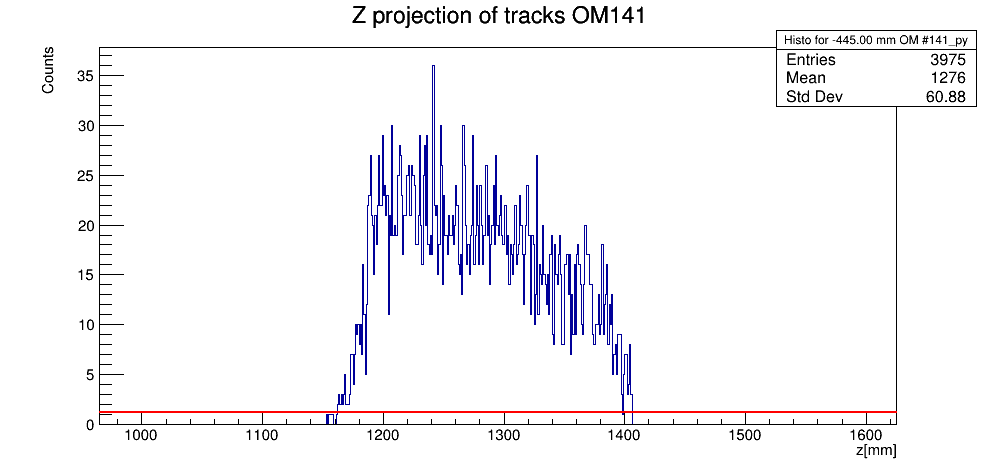 Z projection of tracks OM141
Histo for -445.00 mm OM #141_py
Entries 3975
Mean 1276
Std Dev 60.88
Counts
35
30
25
20
15
10
5
0
1000 1100 1200 1300 1400 1500 1600
z[mm]